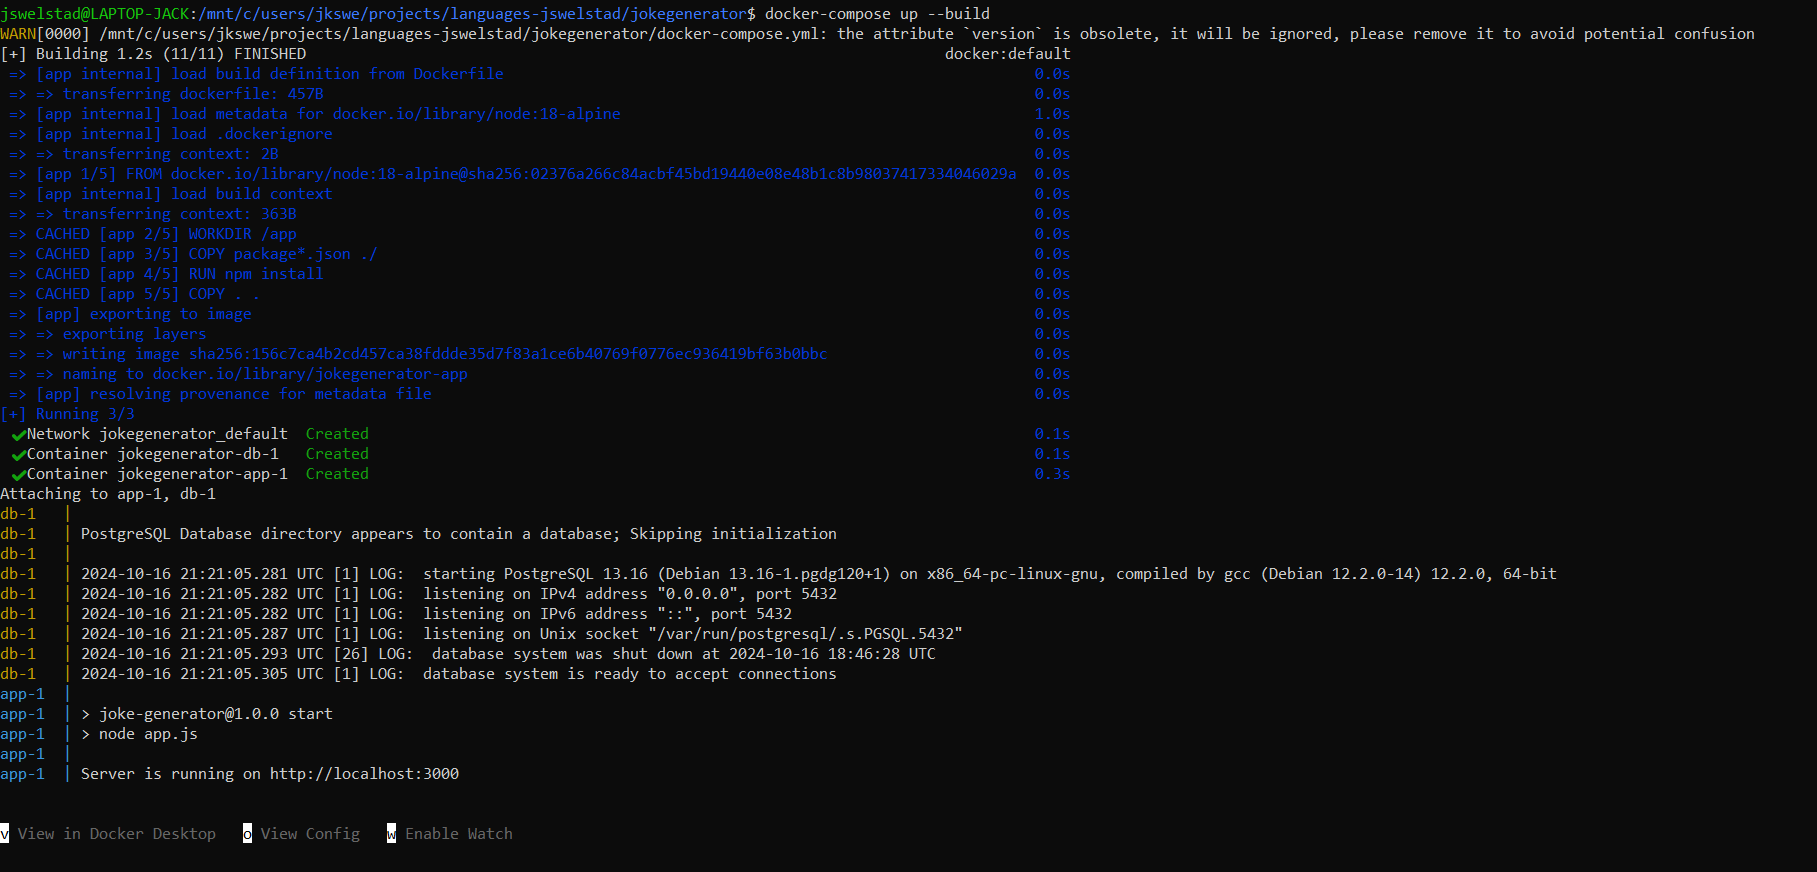 jswelstad@LAPTOP-JACK:/mnt/c/users/jkswe/projects/languages-jswelstad/jokegenerator$ docker-compose up --build
WARN[0000] /mnt/c/users/jkswe/projects/languages-jswelstad/jokegenerator/docker-compose.yml: the attribute `version` is obsolete, it will be ignored, please remove it to avoid potential confusion
[+] Building 1.2s (11/11) FINISHED docker:default
=> [app internal] load build definition from Dockerfile 0.0s
=> => transferring dockerfile: 457B 0.0s
=> [app internal] load metadata for docker.io/library/node:18-alpine 1.0s
=> [app internal] load .dockerignore 0.0s
=> => transferring context: 2B 0.0s
=> [app 1/5] FROM docker.io/library/node:18-alpine@sha256:02376a266c84acbf45bd19440e08e48b1c8b98037417334046029a 0.0s
=> [app internal] load build context 0.0s
=> => transferring context: 363B 0.0s
=> CACHED [app 2/5] WORKDIR /app 0.0s
=> CACHED [app 3/5] COPY package*.json ./ 0.0s
=> CACHED [app 4/5] RUN npm install 0.0s
=> CACHED [app 5/5] COPY . . 0.0s
=> [app] exporting to image 0.0s
=> => exporting layers 0.0s
=> => writing image sha256:156c7ca4b2cd457ca38fddde35d7f83a1ce6b40769f0776ec936419bf63b0bbc 0.0s
=> => naming to docker.io/library/jokegenerator-app 0.0s
=> [app] resolving provenance for metadata file 0.0s
[+] Running 3/3
✔Network jokegenerator_default Created 0.1s
✔Container jokegenerator-db-1 Created 0.1s
✔Container jokegenerator-app-1 Created 0.3s
Attaching to app-1, db-1
db-1 |
db-1 | PostgreSQL Database directory appears to contain a database; Skipping initialization
db-1 |
db-1 | 2024-10-16 21:21:05.281 UTC [1] LOG: starting PostgreSQL 13.16 (Debian 13.16-1.pgdg120+1) on x86_64-pc-linux-gnu, compiled by gcc (Debian 12.2.0-14) 12.2.0, 64-bit
db-1 | 2024-10-16 21:21:05.282 UTC [1] LOG: listening on IPv4 address "0.0.0.0", port 5432
db-1 | 2024-10-16 21:21:05.282 UTC [1] LOG: listening on IPv6 address "::", port 5432
db-1 | 2024-10-16 21:21:05.287 UTC [1] LOG: listening on Unix socket "/var/run/postgresql/.s.PGSQL.5432"
db-1 | 2024-10-16 21:21:05.293 UTC [26] LOG: database system was shut down at 2024-10-16 18:46:28 UTC
db-1 | 2024-10-16 21:21:05.305 UTC [1] LOG: database system is ready to accept connections
app-1 |
app-1 | > joke-generator@1.0.0 start
app-1 | > node app.js
app-1 |
app-1 | Server is running on http://localhost:3000
v View in Docker Desktop o View Config w Enable Watch